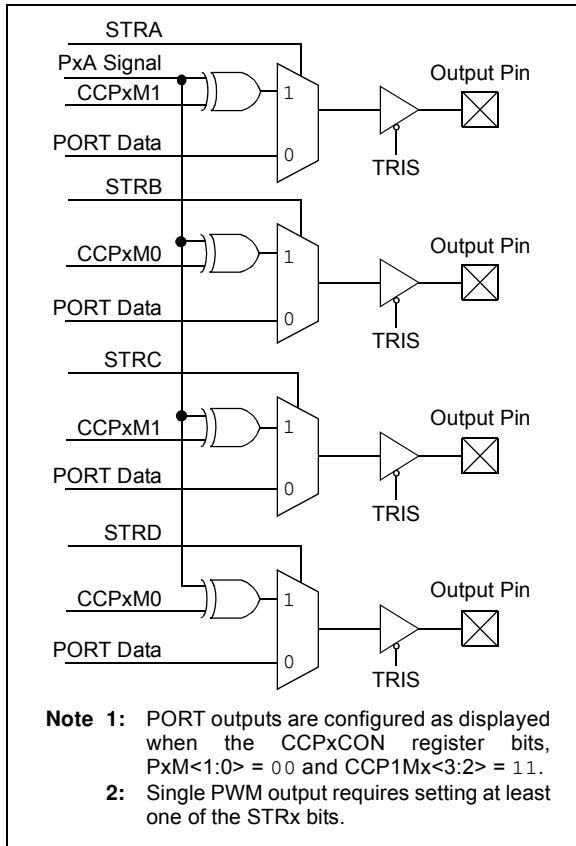 STRA
PxA Signal
CCPxM1
1
Output Pin
PORT Data
0
TRIS
STRB
CCPxM0
1
Output Pin
PORT Data
0
TRIS
STRC
CCPxM1
1
Output Pin
PORT Data
0
TRIS
STRD
CCPxM0
1
Output Pin
PORT Data
0
TRIS
Note 1: PORT outputs are configured as displayed
when the CCPxCON register bits,
PxM<1:0> = 00 and CCP1Mx<3:2> = 11.
2: Single PWM output requires setting at least
one of the STRx bits.